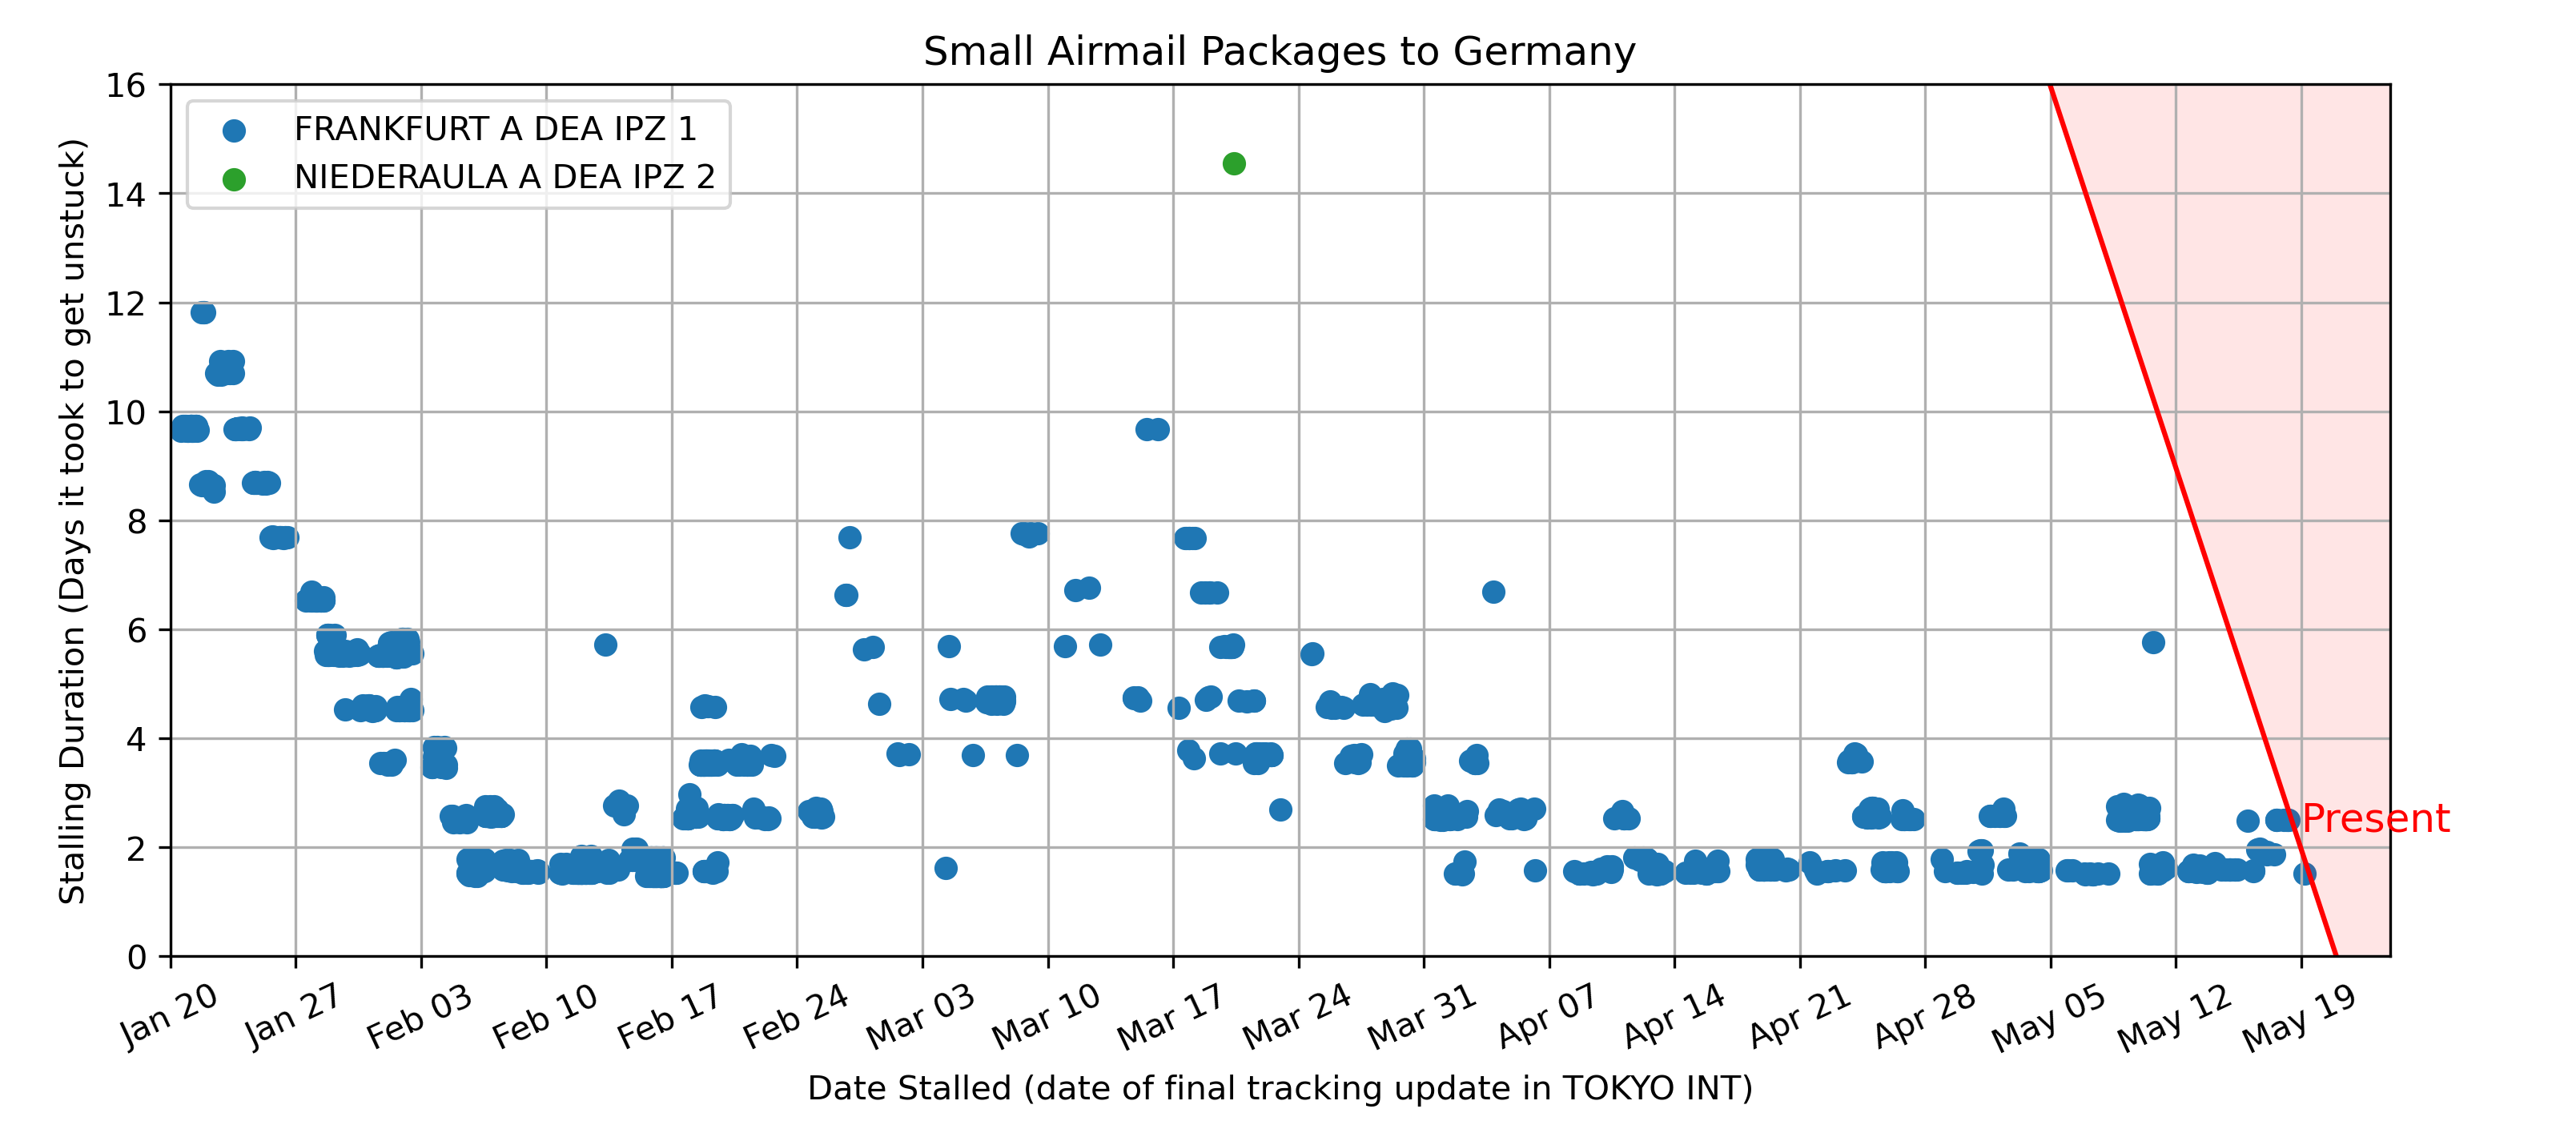 Small Airmail Packages to Germany
Stalling Duration (Days it took to get unstuck)
16
14
12
10
8
6
4
2
0
FRANKFURT A DEA IPZ 1
NIEDERAULA A DEA IPZ 2
Present
Jan 20
Jan 27
Feb 03
Feb 10
Feb 17
Feb 24
Mar 03
Mar 10
Mar 17
Mar 24
Mar 31
Apr 07
Apr 14
Apr 21
Apr 28
May 05
May 12
May 19
Date Stalled (date of final tracking update in TOKYO INT)